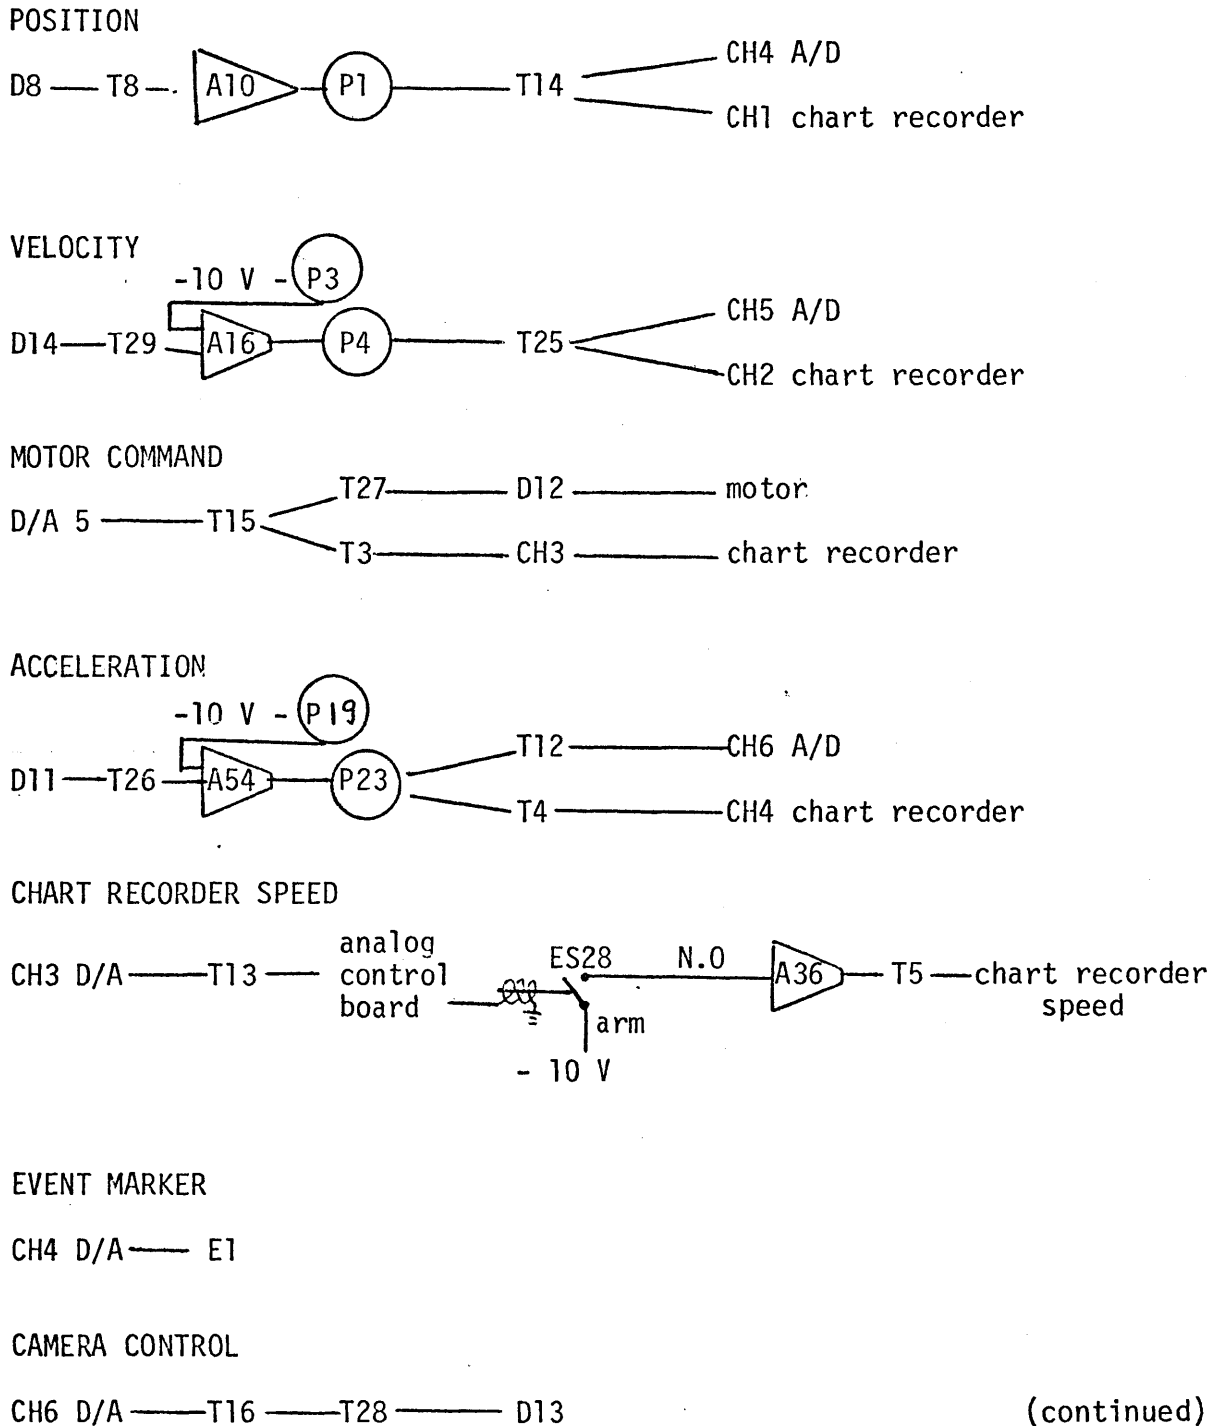 POSITION
CH4 A/D
D8 T8 A10 P1 T14
CH1 chart recorder
VELOCITY
-10 V - P3
CH5 A/D
D14 T29 A16 P4 T25
CH2 chart recorder
MOTOR COMMAND
T27 D12 motor
D/A 5 T15
T3 CH3 chart recorder
ACCELERATION
-10 V - P19
T12 CH6 A/D
D11 T26 A54 P23
T4 CH4 chart recorder
CHART RECORDER SPEED
analog
control
board
CH3 D/A T13
ES28 N.O
arm
- 10 V
A36 T5 chart recorder
speed
EVENT MARKER
CH4 D/A E1
CAMERA CONTROL
CH6 D/A T16 T28 D13
(continued)